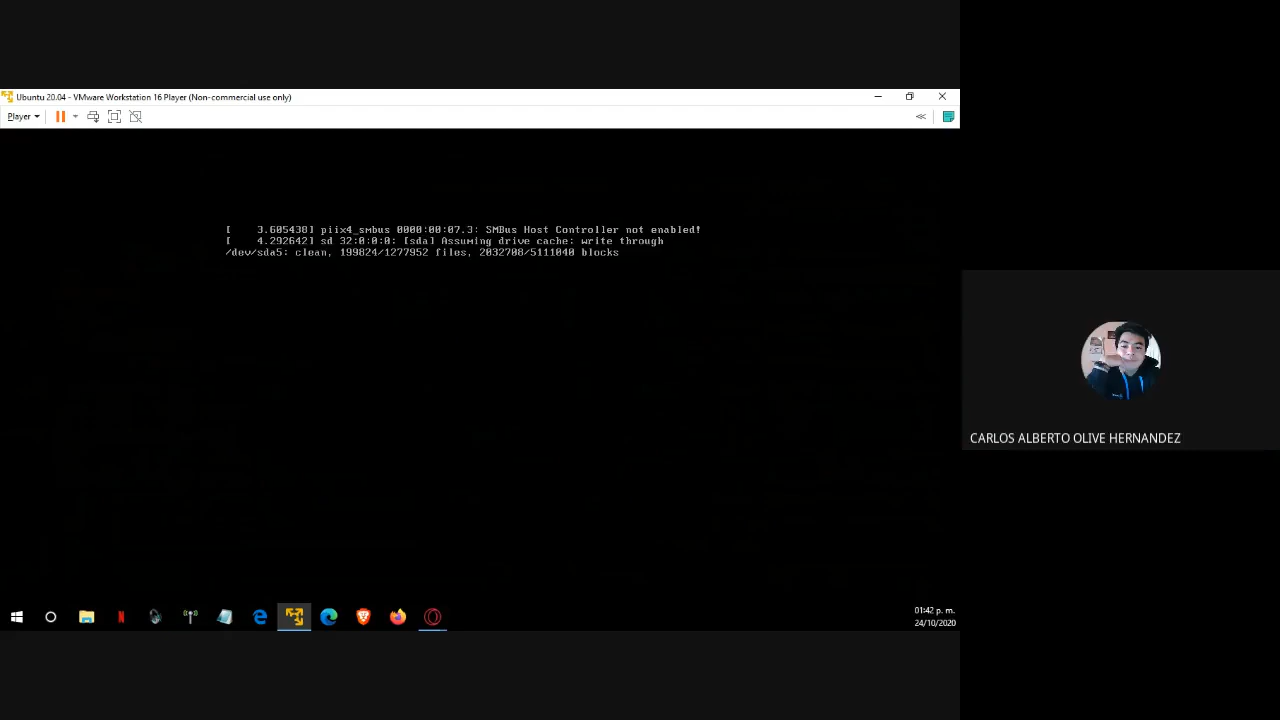 Ubuntu 20.04 - VMware Workstation 16 Player (Non-commercial use only)
Player
[    3.605438] piix4_smbus 0000:00:07.3: SMBus Host Controller not enabled!
[    4.292642] sd 32:0:0:0: [sda] Assuming drive cache: write through
/dev/sda5: clean, 199824/1277952 files, 2032708/5111040 blocks
CARLOS ALBERTO OLIVE HERNANDEZ
01:42 p. m.
24/10/2020